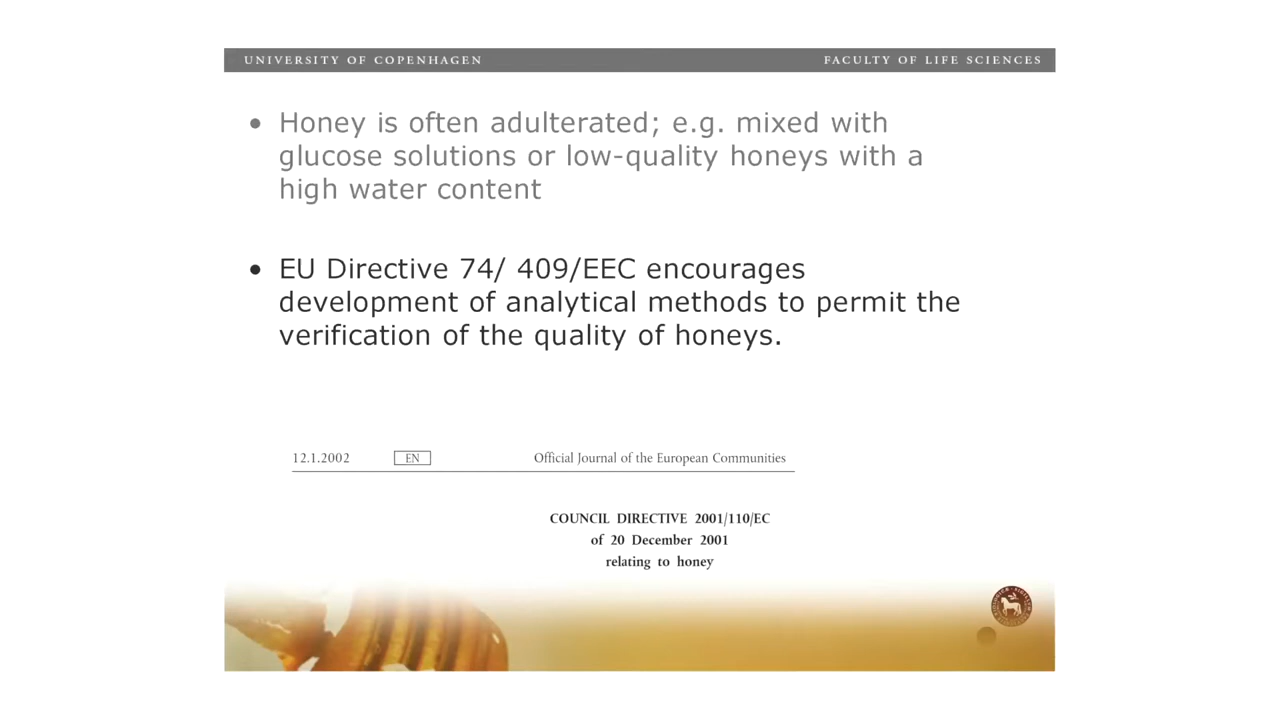 UNIVERSITY OF COPENHAGEN
FACULTY OF LIFE SCIENCES
• Honey is often adulterated; e.g. mixed with
glucose solutions or low-quality honeys with a
high water content
• EU Directive 74/ 409/EEC encourages
development of analytical methods to permit the
verification of the quality of honeys.
12.1.2002 EN Official Journal of the European Communities
COUNCIL DIRECTIVE 2001/110/EC
of 20 December 2001
relating to honey